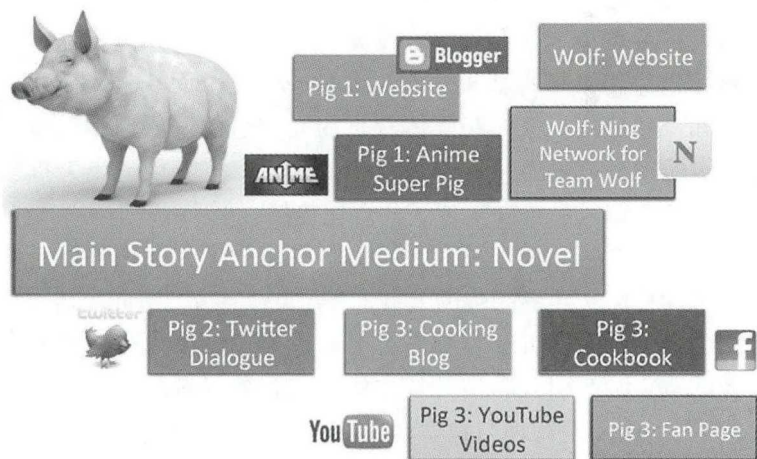 Blogger
Pig 1: Website
Wolf: Website
ANIME
Pig 1: Anime
Super Pig
Wolf: Ning
Network for
Team Wolf
N
Main Story Anchor Medium: Novel
twitter
Pig 2: Twitter
Dialogue
Pig 3: Cooking
Blog
Pig 3:
Cookbook
f
YouTube
Pig 3: YouTube
Videos
Pig 3: Fan Page